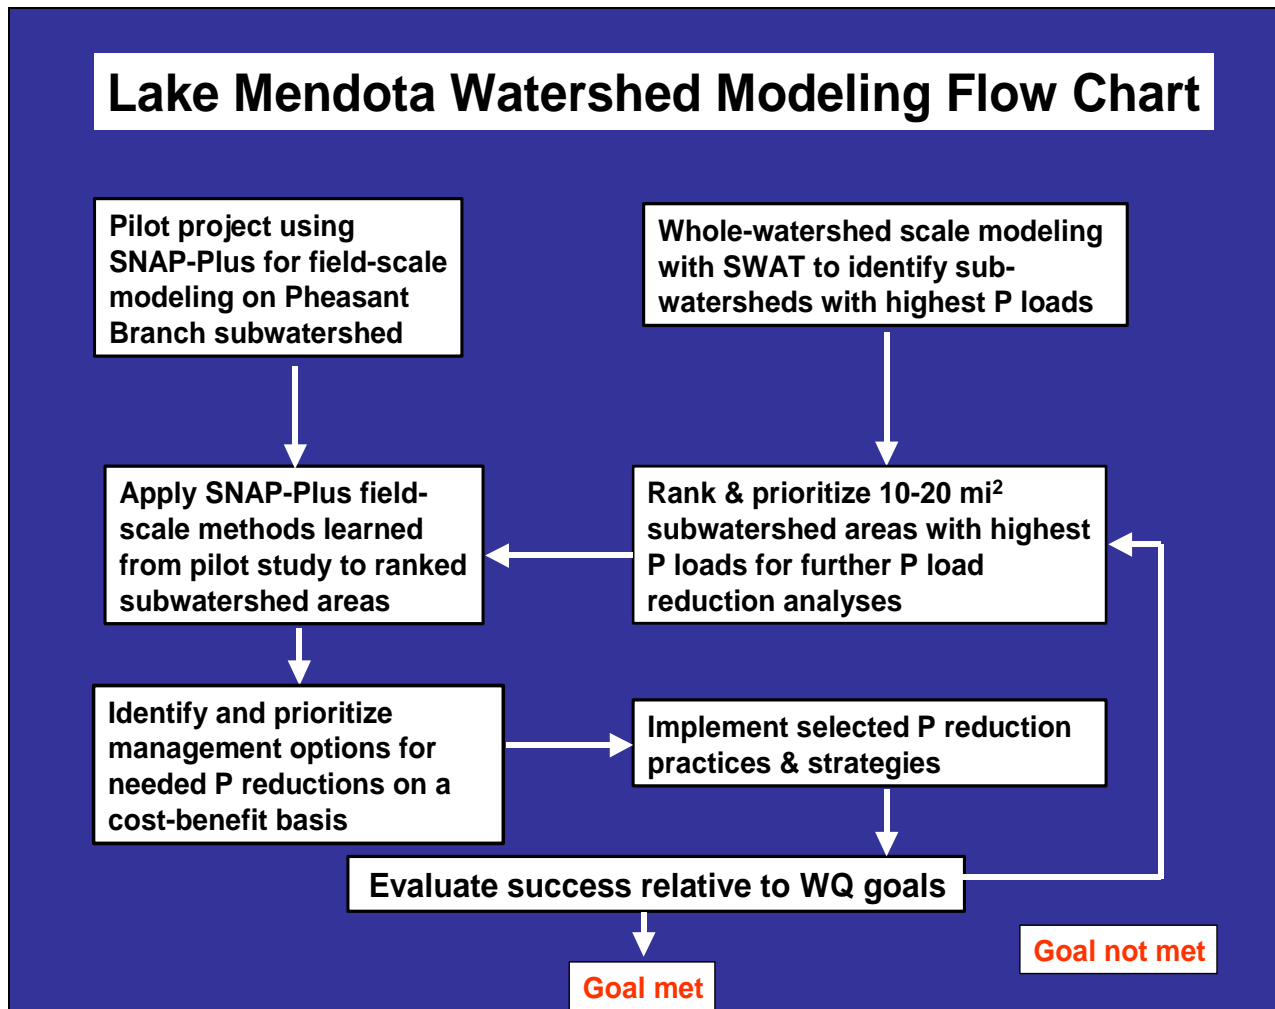 Lake Mendota Watershed Modeling Flow Chart
Pilot project using
SNAP-Plus for field-scale
modeling on Pheasant
Branch subwatershed
Whole-watershed scale modeling
with SWAT to identify sub-
watersheds with highest P loads
Apply SNAP-Plus field-
scale methods learned
from pilot study to ranked
subwatershed areas
Rank & prioritize 10-20 mi²
subwatershed areas with highest
P loads for further P load
reduction analyses
Identify and prioritize
management options for
needed P reductions on a
cost-benefit basis
Implement selected P reduction
practices & strategies
Evaluate success relative to WQ goals
Goal not met
Goal met